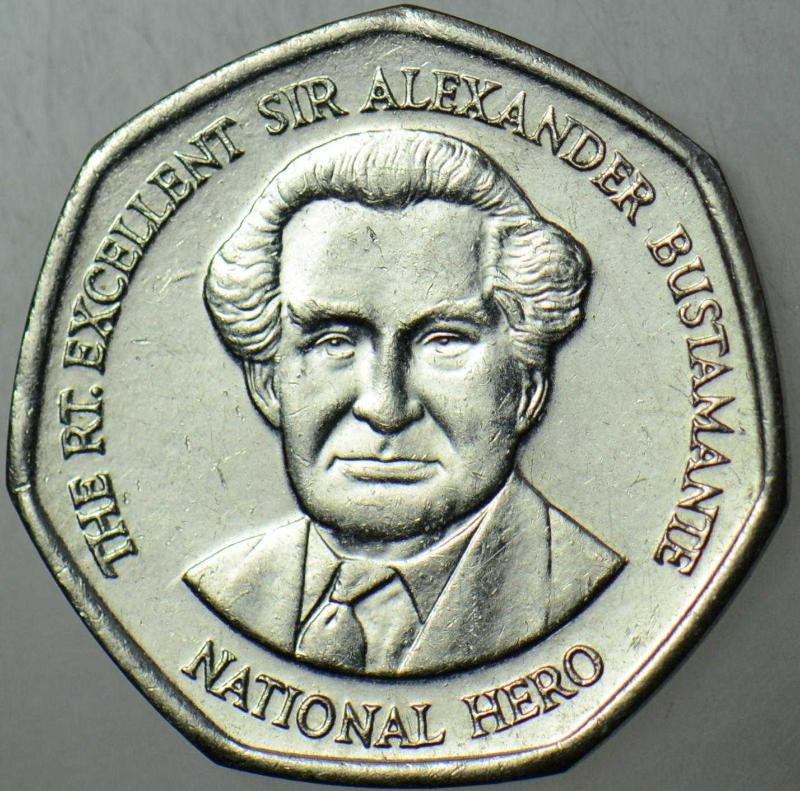 THE RT. EXCELLENT SIR ALEXANDER BUSTAMANTE
NATIONAL HERO